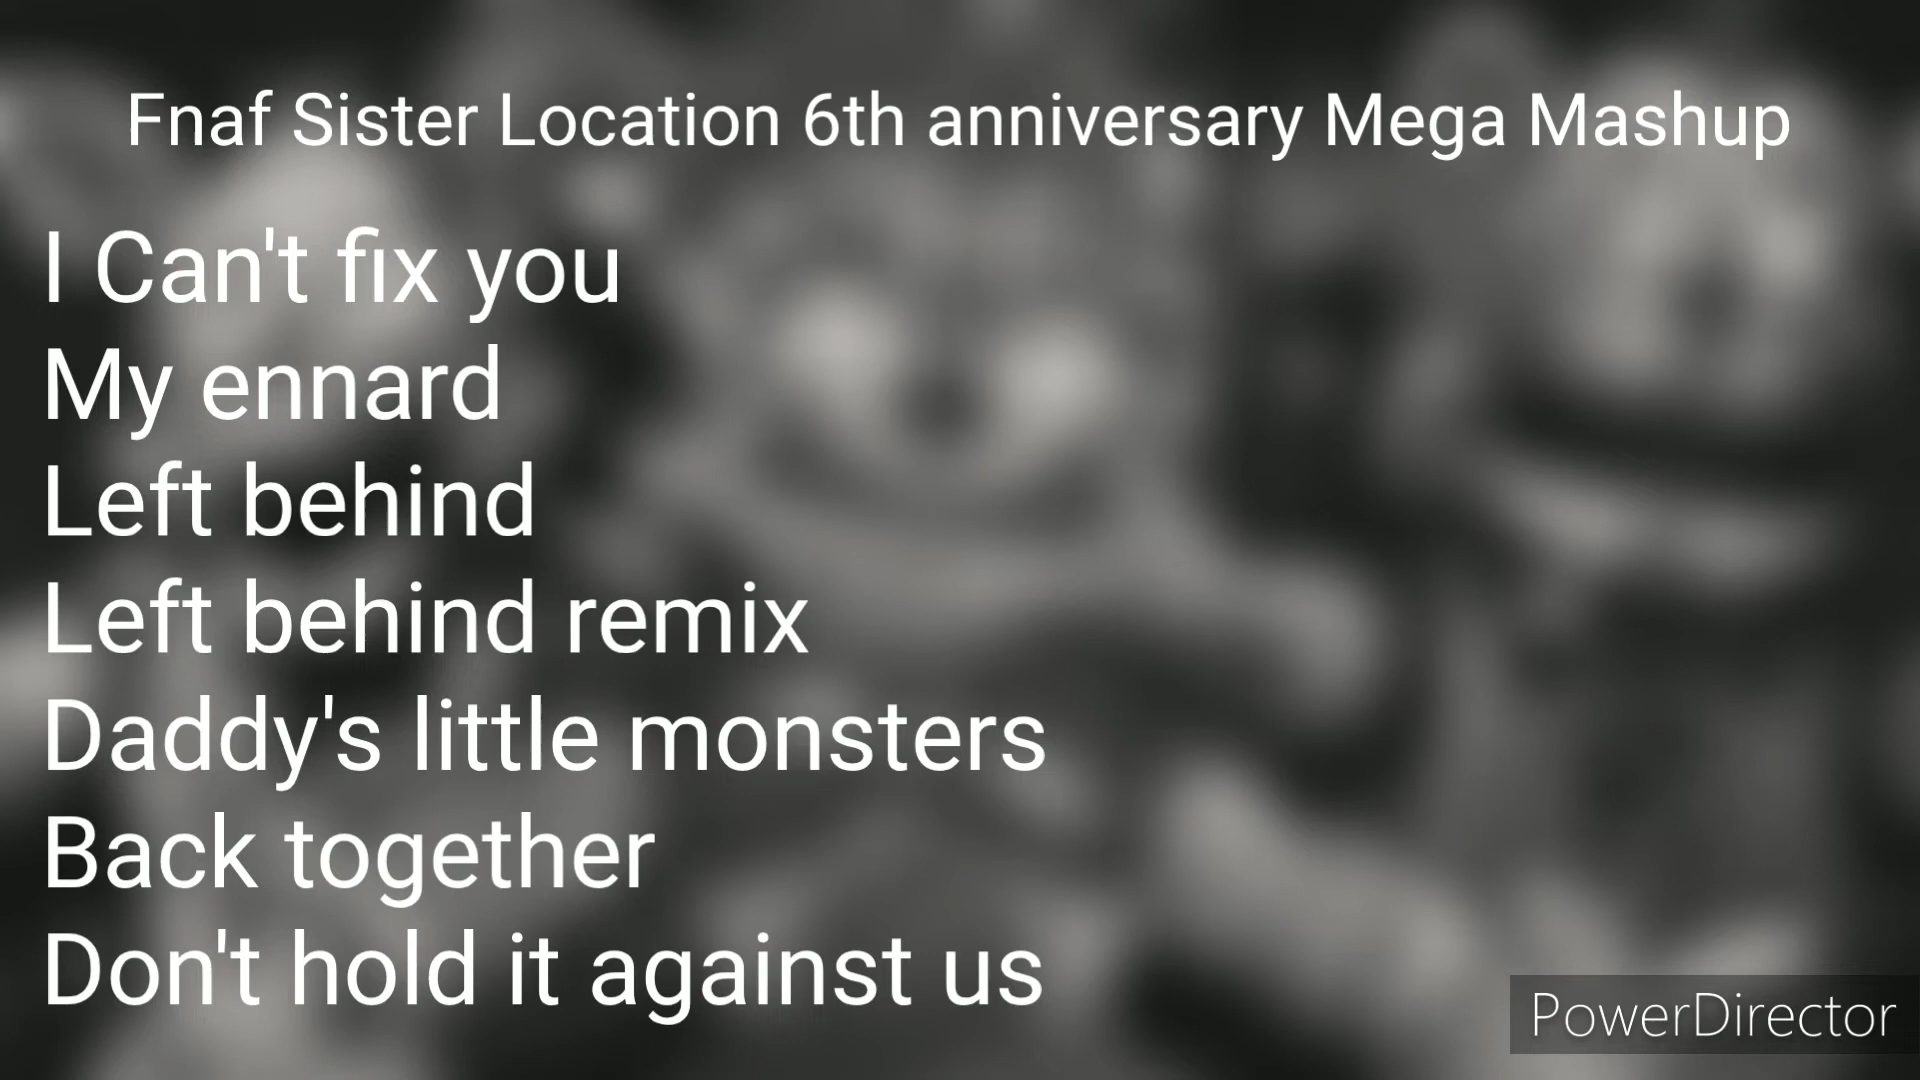 Fnaf Sister Location 6th anniversary Mega Mashup
I Can't fix you
My ennard
Left behind
Left behind remix
Daddy's little monsters
Back together
Don't hold it against us
PowerDirector